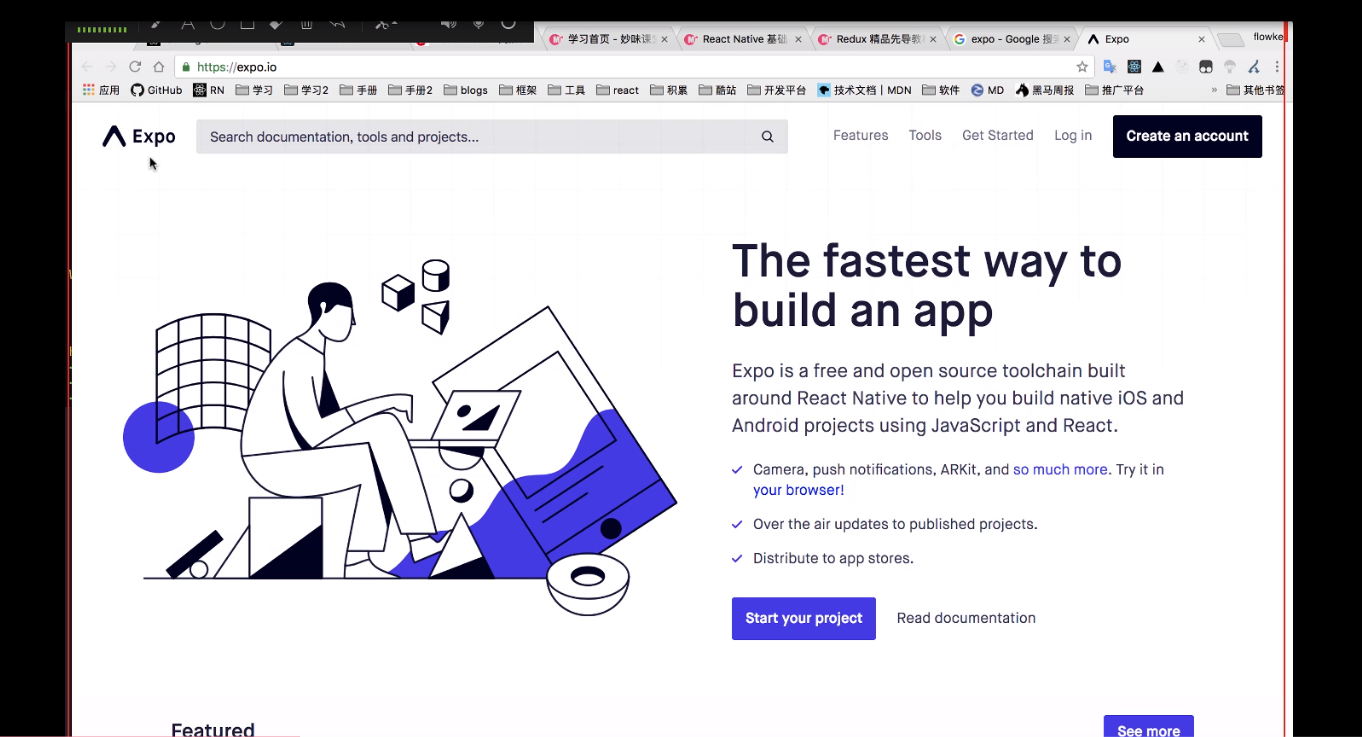 学习首页 - 妙味课
React Native 基础
Redux 精品先导教
expo - Google 搜
Expo
flowke
https://expo.io
应用
GitHub
RN
学习
学习2
手册
手册2
blogs
框架
工具
react
积累
酷站
开发平台
技术文档 | MDN
软件
MD
黑马周报
推广平台
»
其他书签
Expo
Search documentation, tools and projects...
Features
Tools
Get Started
Log in
Create an account
The fastest way to
build an app
Expo is a free and open source toolchain built
around React Native to help you build native iOS and
Android projects using JavaScript and React.
Camera, push notifications, ARKit, and so much more. Try it in
your browser!
Over the air updates to published projects.
Distribute to app stores.
Start your project
Read documentation
Featured
See more